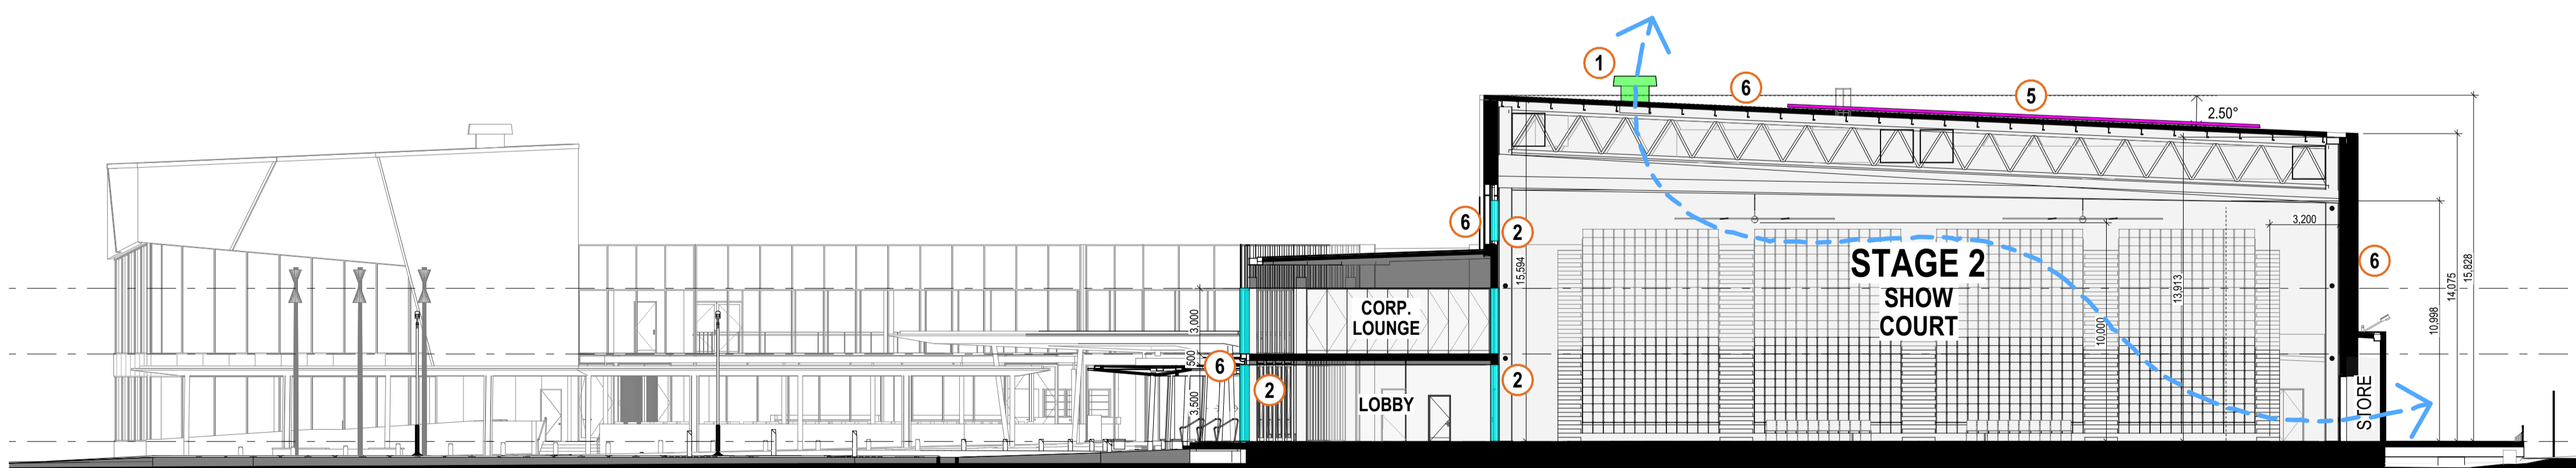 1
6
5
2.50°
6
2
3,200
15,594
STAGE 2
SHOW
COURT
13,913
10,000
6
10,998
14,075
15,828
3,000
CORP.
LOUNGE
500
6
3,500
2
LOBBY
2
STORE